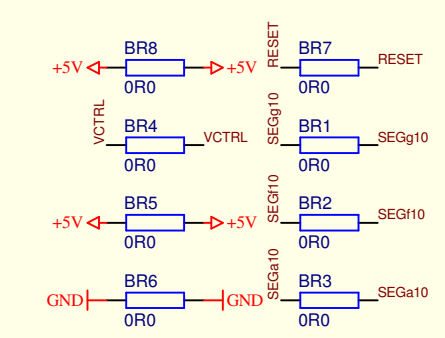 BR8
+5V
+5V
0R0
BR7
RESET
RESET
0R0
BR4
VCTRL
VCTRL
0R0
BR1
SEGg10
SEGg10
0R0
BR5
+5V
+5V
0R0
BR2
SEGf10
SEGf10
0R0
BR6
GND
GND
0R0
BR3
SEGa10
SEGa10
0R0